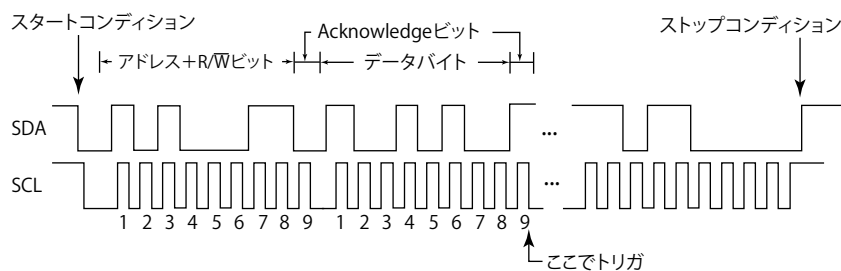 スタートコンディション
Acknowledgeビット
ストップコンディション
アドレス+R/W̅ビット
データバイト
SDA
...
...
SCL
1 2 3 4 5 6 7 8 9 1 2 3 4 5 6 7 8 9
ここでトリガ